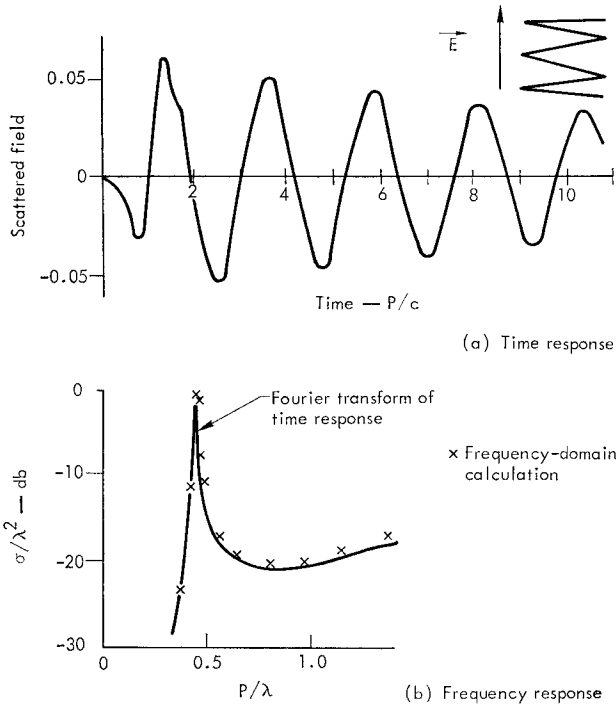 E
0.05
Scattered field
0
2
4
6
8
10
-0.05
Time — P/c
(a) Time response
0
Fourier transform of
time response
× Frequency-domain
calculation
-10
σ/λ² — db
-20
-30
0
0.5
1.0
P/λ
(b) Frequency response